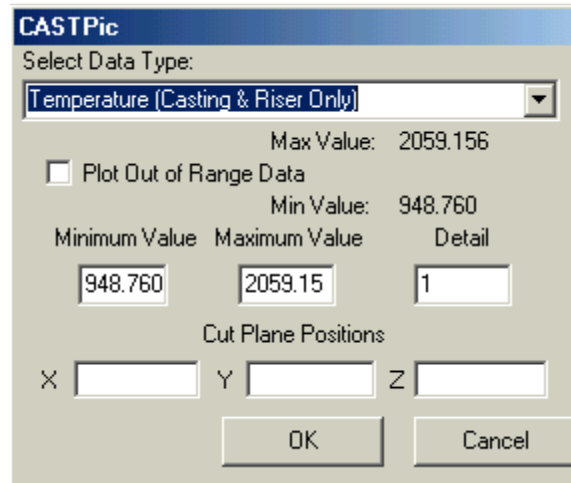 CASTPic
Select Data Type:
Temperature (Casting & Riser Only)
Max Value: 2059.156
Plot Out of Range Data
Min Value: 948.760
Minimum Value Maximum Value Detail
948.760 2059.15 1
Cut Plane Positions
X Y Z
OK Cancel